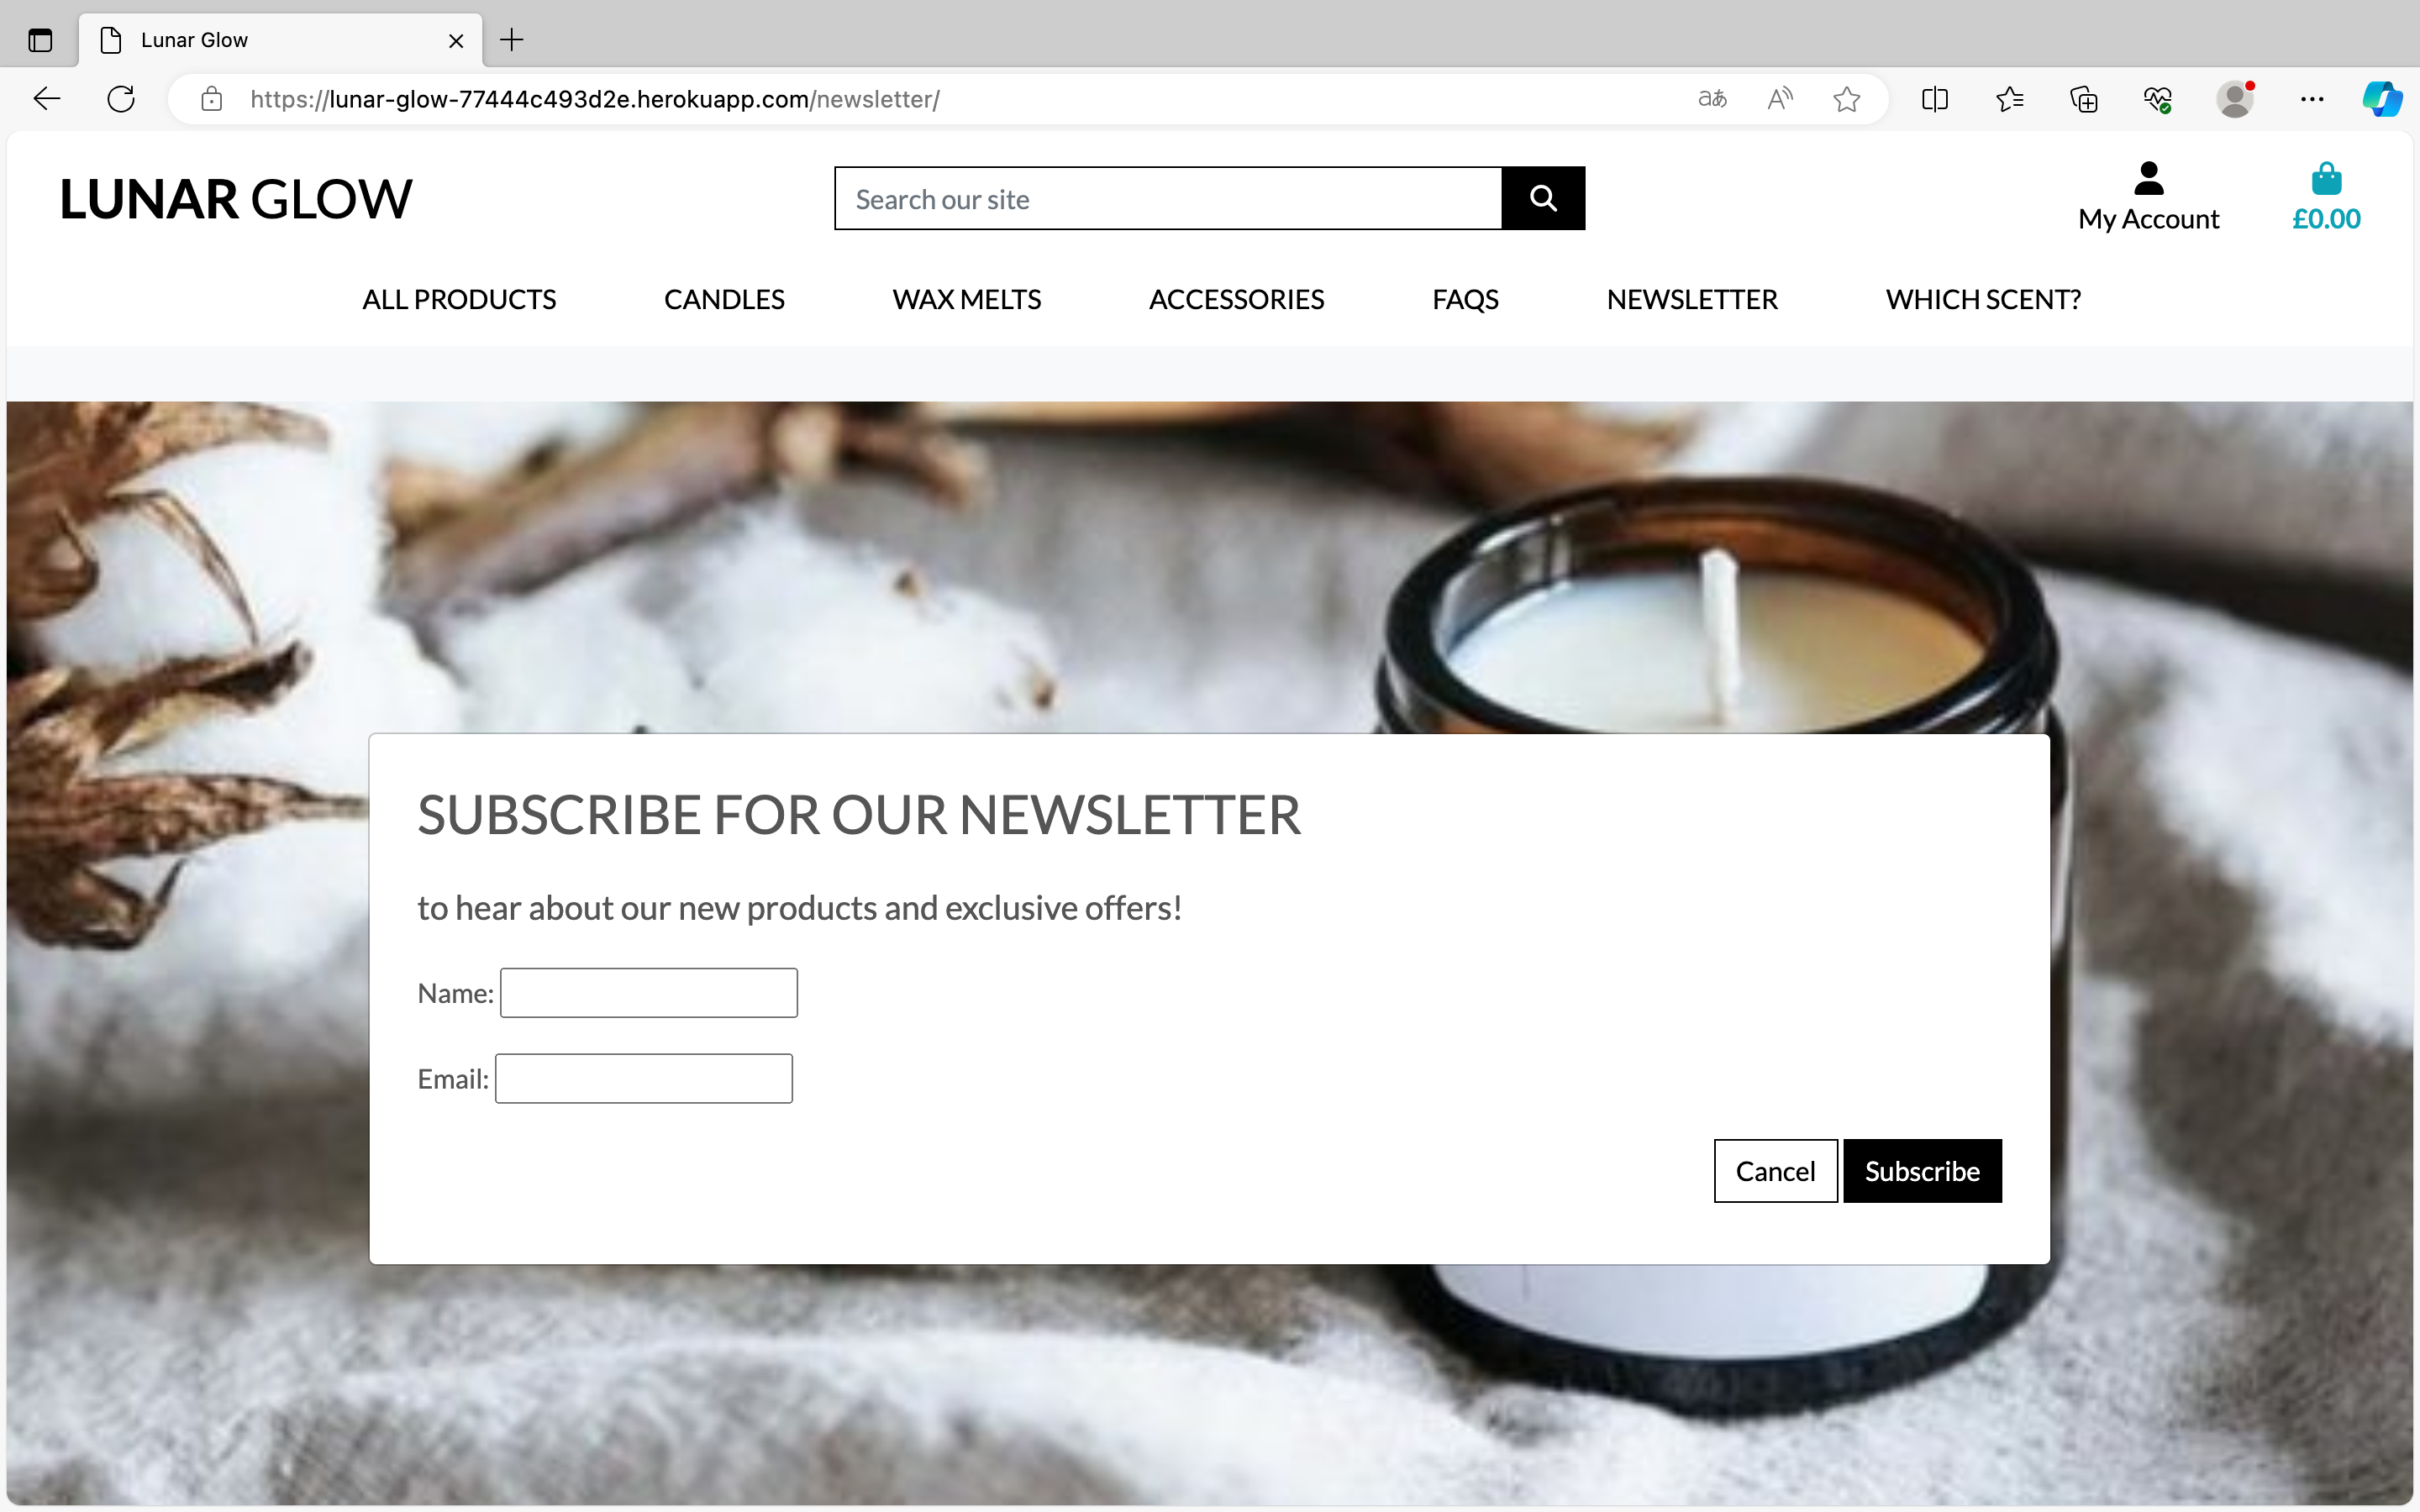 Lunar Glow
https://lunar-glow-77444c493d2e.herokuapp.com/newsletter/
LUNAR GLOW
Search our site
My Account
£0.00
ALL PRODUCTS
CANDLES
WAX MELTS
ACCESSORIES
FAQS
NEWSLETTER
WHICH SCENT?
SUBSCRIBE FOR OUR NEWSLETTER
to hear about our new products and exclusive offers!
Name:
Email:
Cancel
Subscribe